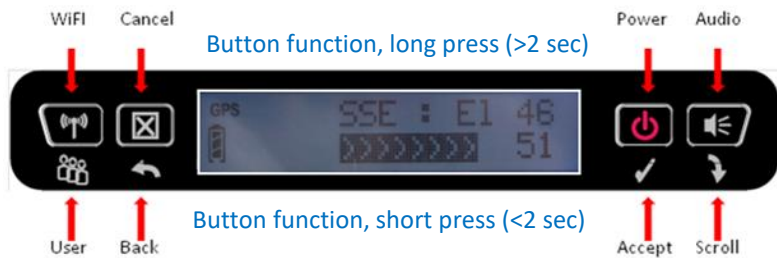 WiFI Cancel Power Audio
Button function, long press (>2 sec)
GPS SSE : El 46
51
Button function, short press (<2 sec)
User Back Accept Scroll